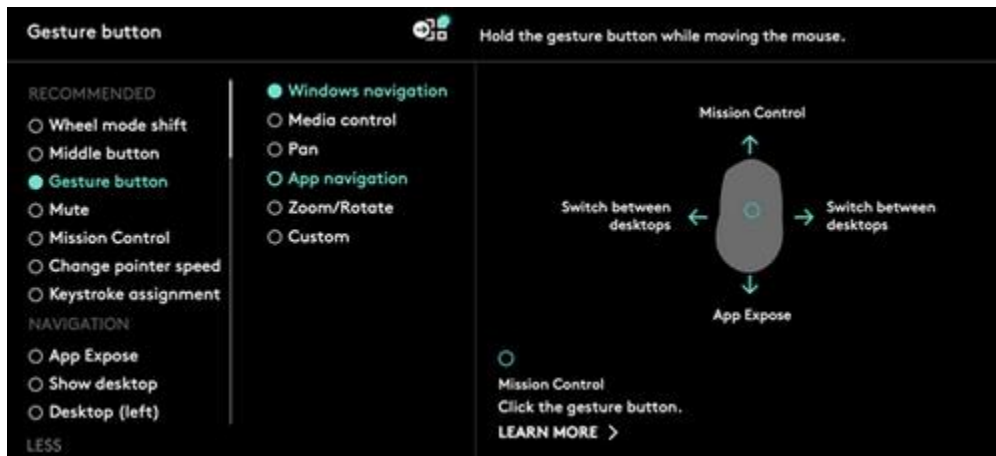 Gesture button
Hold the gesture button while moving the mouse.
RECOMMENDED
Wheel mode shift
Middle button
Gesture button
Mute
Mission Control
Change pointer speed
Keystroke assignment
NAVIGATION
App Expose
Show desktop
Desktop (left)
LESS
Windows navigation
Media control
Pan
App navigation
Zoom/Rotate
Custom
Mission Control
Switch between
desktops
Switch between
desktops
App Expose
Mission Control
Click the gesture button.
LEARN MORE >